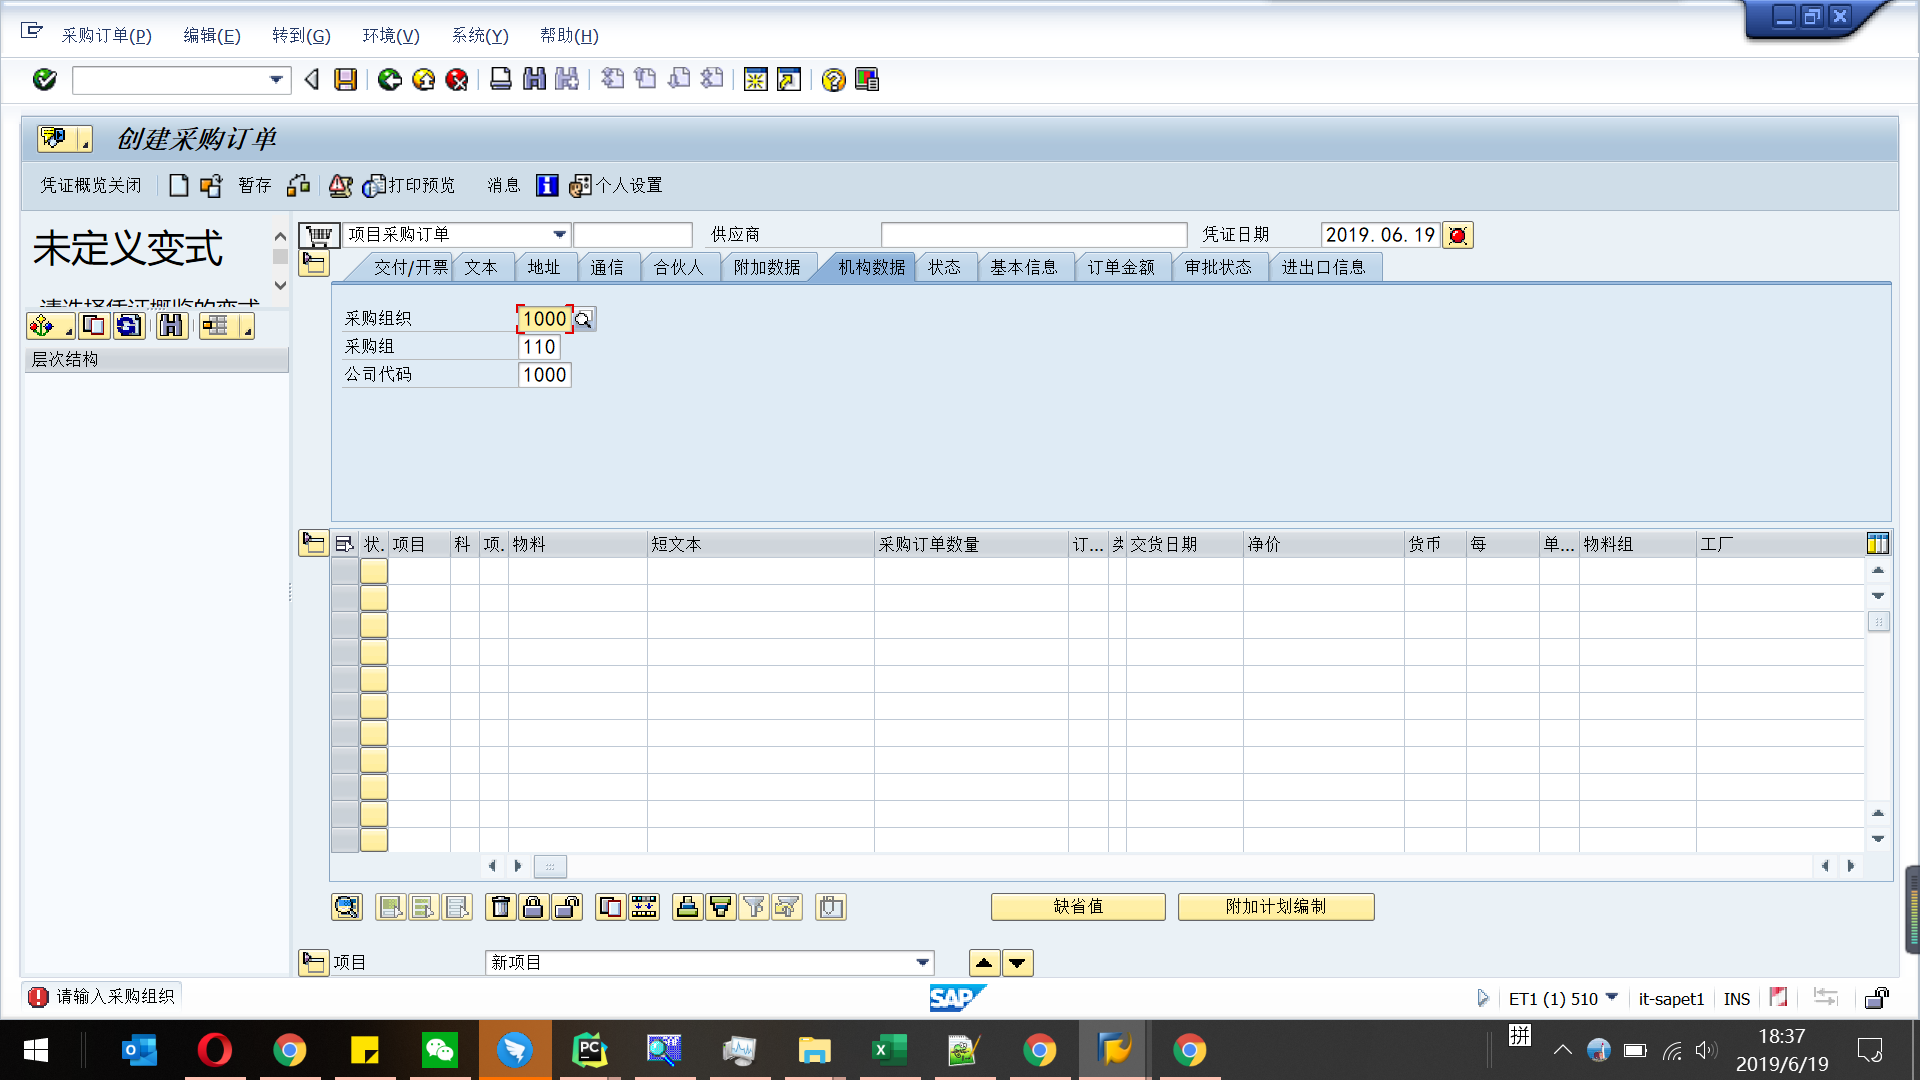 采购订单(P) 编辑(E) 转到(G) 环境(V) 系统(Y) 帮助(H)
创建采购订单
凭证概览关闭 暂存 打印预览 消息 个人设置
未定义变式
项目采购订单 供应商 凭证日期 2019.06.19
交付/开票 文本 地址 通信 合伙人 附加数据 机构数据 状态 基本信息 订单金额 审批状态 进出口信息
请选择凭证概览的变式
层次结构
采购组织 1000
采购组 110
公司代码 1000
状. 项目 科 项. 物料 短文本 采购订单数量 订... 类 交货日期 净价 货币 每 单... 物料组 工厂
缺省值 附加计划编制
项目 新项目
请输入采购组织
SAP
ET1 (1) 510 it-sapet1 INS
拼
18:37
2019/6/19